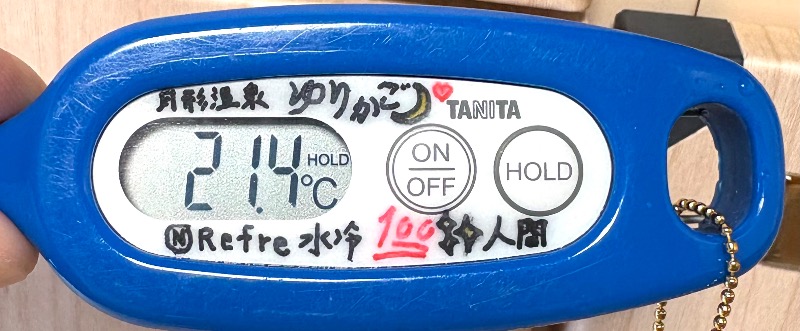 月形温泉 ゆりかご TANITA
21.4 HOLD °C
ON OFF
HOLD
Ⓝ Refre 水冷 100 人間